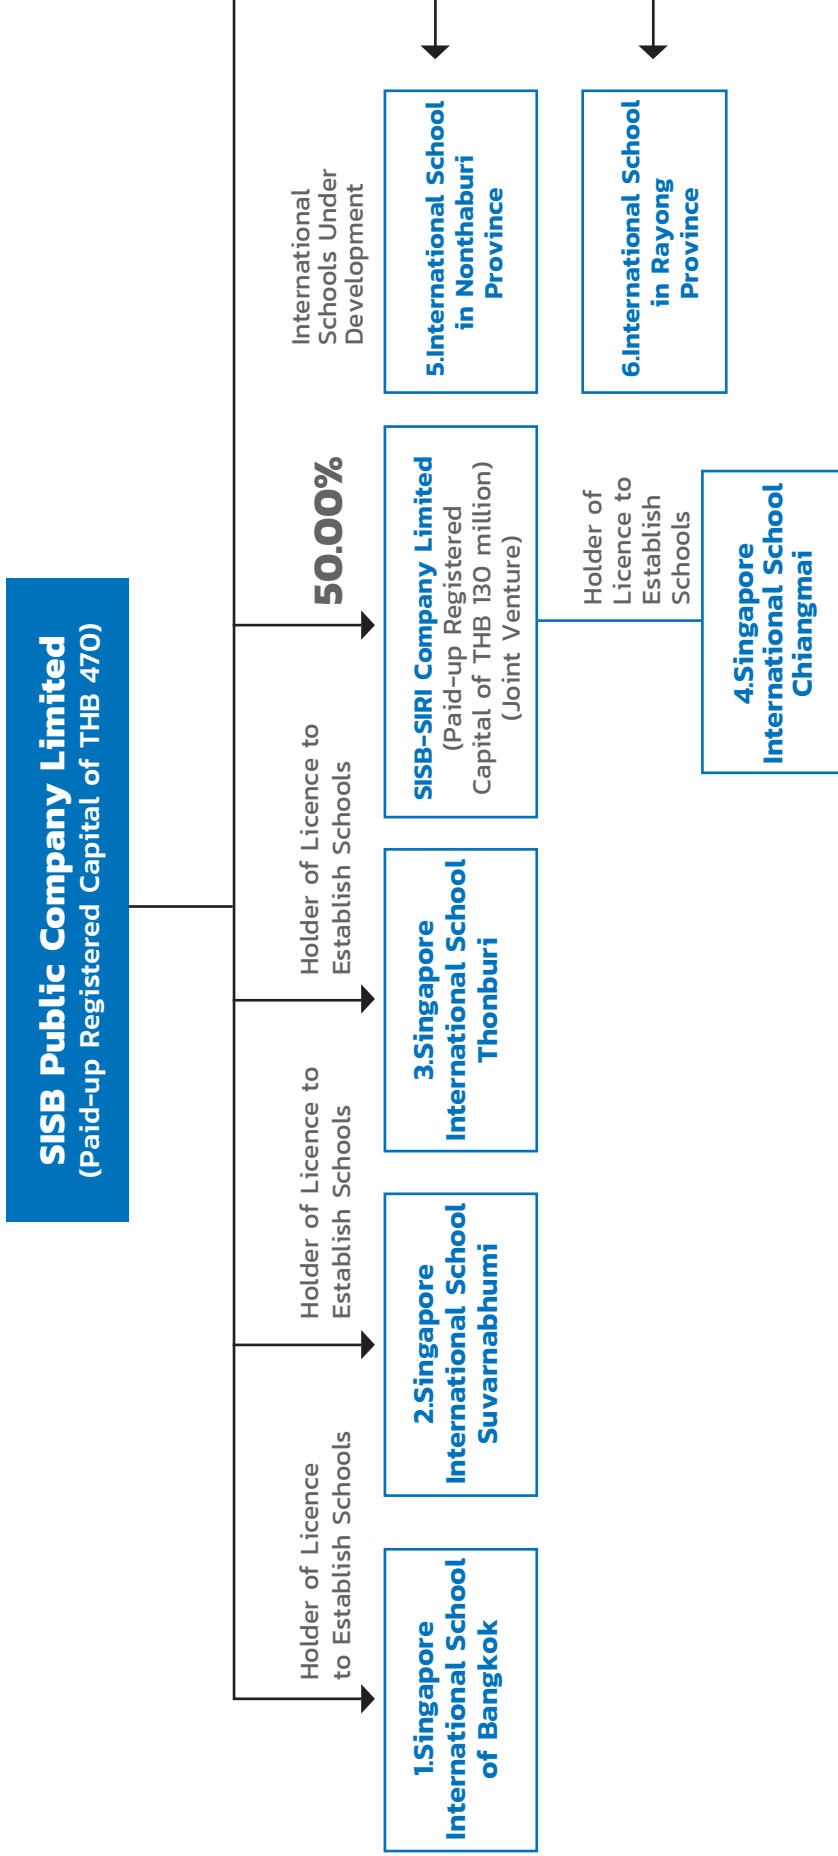 SISB Public Company Limited
(Paid-up Registered Capital of THB 470)
Holder of Licence
to Establish Schools
1.Singapore
International School
of Bangkok
Holder of Licence to
Establish Schools
2.Singapore
International School
Suvarnabhumi
Holder of Licence to
Establish Schools
3.Singapore
International School
Thonburi
50.00%
SISB-SIRI Company Limited
(Paid-up Registered
Capital of THB 130 million)
(Joint Venture)
Holder of
Licence to
Establish
Schools
4.Singapore
International School
Chiangmai
International
Schools Under
Development
5.International School
in Nonthaburi
Province
6.International School
in Rayong
Province